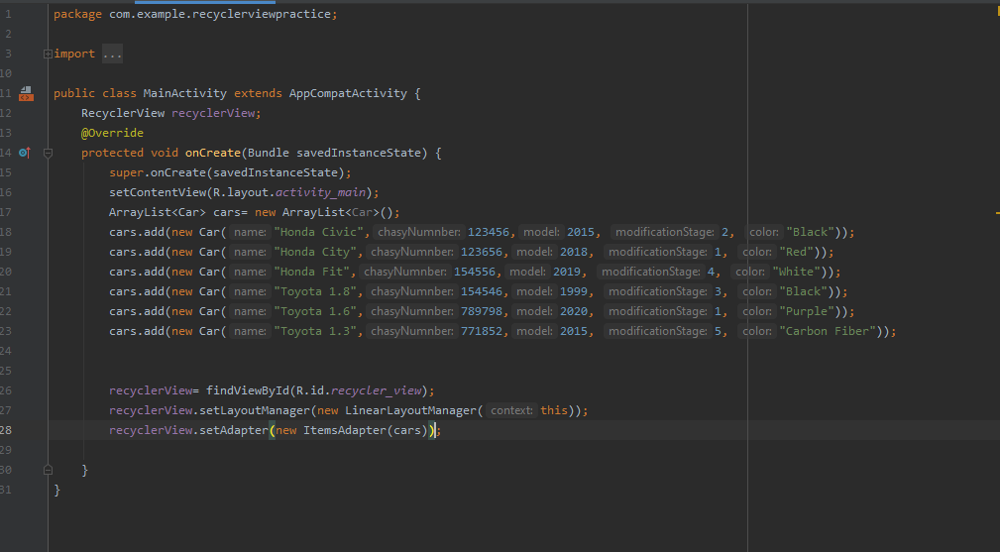 1 package com.example.recyclerviewpractice;
2
3 import ...
10
11 public class MainActivity extends AppCompatActivity {
12 RecyclerView recyclerView;
13 @Override
14 protected void onCreate(Bundle savedInstanceState) {
15 super.onCreate(savedInstanceState);
16 setContentView(R.layout.activity_main);
17 ArrayList<Car> cars= new ArrayList<Car>();
18 cars.add(new Car( name: "Honda Civic", chasyNumnber: 123456, model: 2015, modificationStage: 2, color: "Black"));
19 cars.add(new Car( name: "Honda City", chasyNumnber: 123656, model: 2018, modificationStage: 1, color: "Red"));
20 cars.add(new Car( name: "Honda Fit", chasyNumnber: 154556, model: 2019, modificationStage: 4, color: "White"));
21 cars.add(new Car( name: "Toyota 1.8", chasyNumnber: 154546, model: 1999, modificationStage: 3, color: "Black"));
22 cars.add(new Car( name: "Toyota 1.6", chasyNumnber: 789798, model: 2020, modificationStage: 1, color: "Purple"));
23 cars.add(new Car( name: "Toyota 1.3", chasyNumnber: 771852, model: 2015, modificationStage: 5, color: "Carbon Fiber"));
24
25
26 recyclerView= findViewById(R.id.recycler_view);
27 recyclerView.setLayoutManager(new LinearLayoutManager( context: this));
28 recyclerView.setAdapter(new ItemsAdapter(cars));
29
30 }
31 }